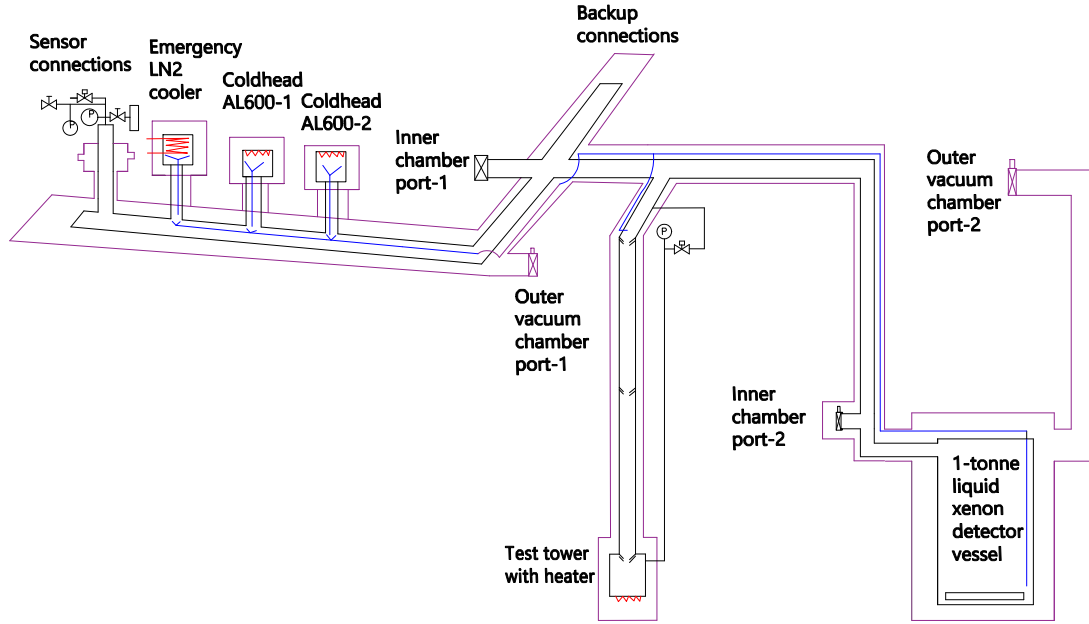 Backup
connections
Sensor
connections
Emergency
LN2
cooler
Coldhead
AL600-1
Coldhead
AL600-2
Inner
chamber
port-1
Outer
vacuum
chamber
port-2
P
P
P
Outer
vacuum
chamber
port-1
Inner
chamber
port-2
1-tonne
liquid
xenon
detector
vessel
Test tower
with heater